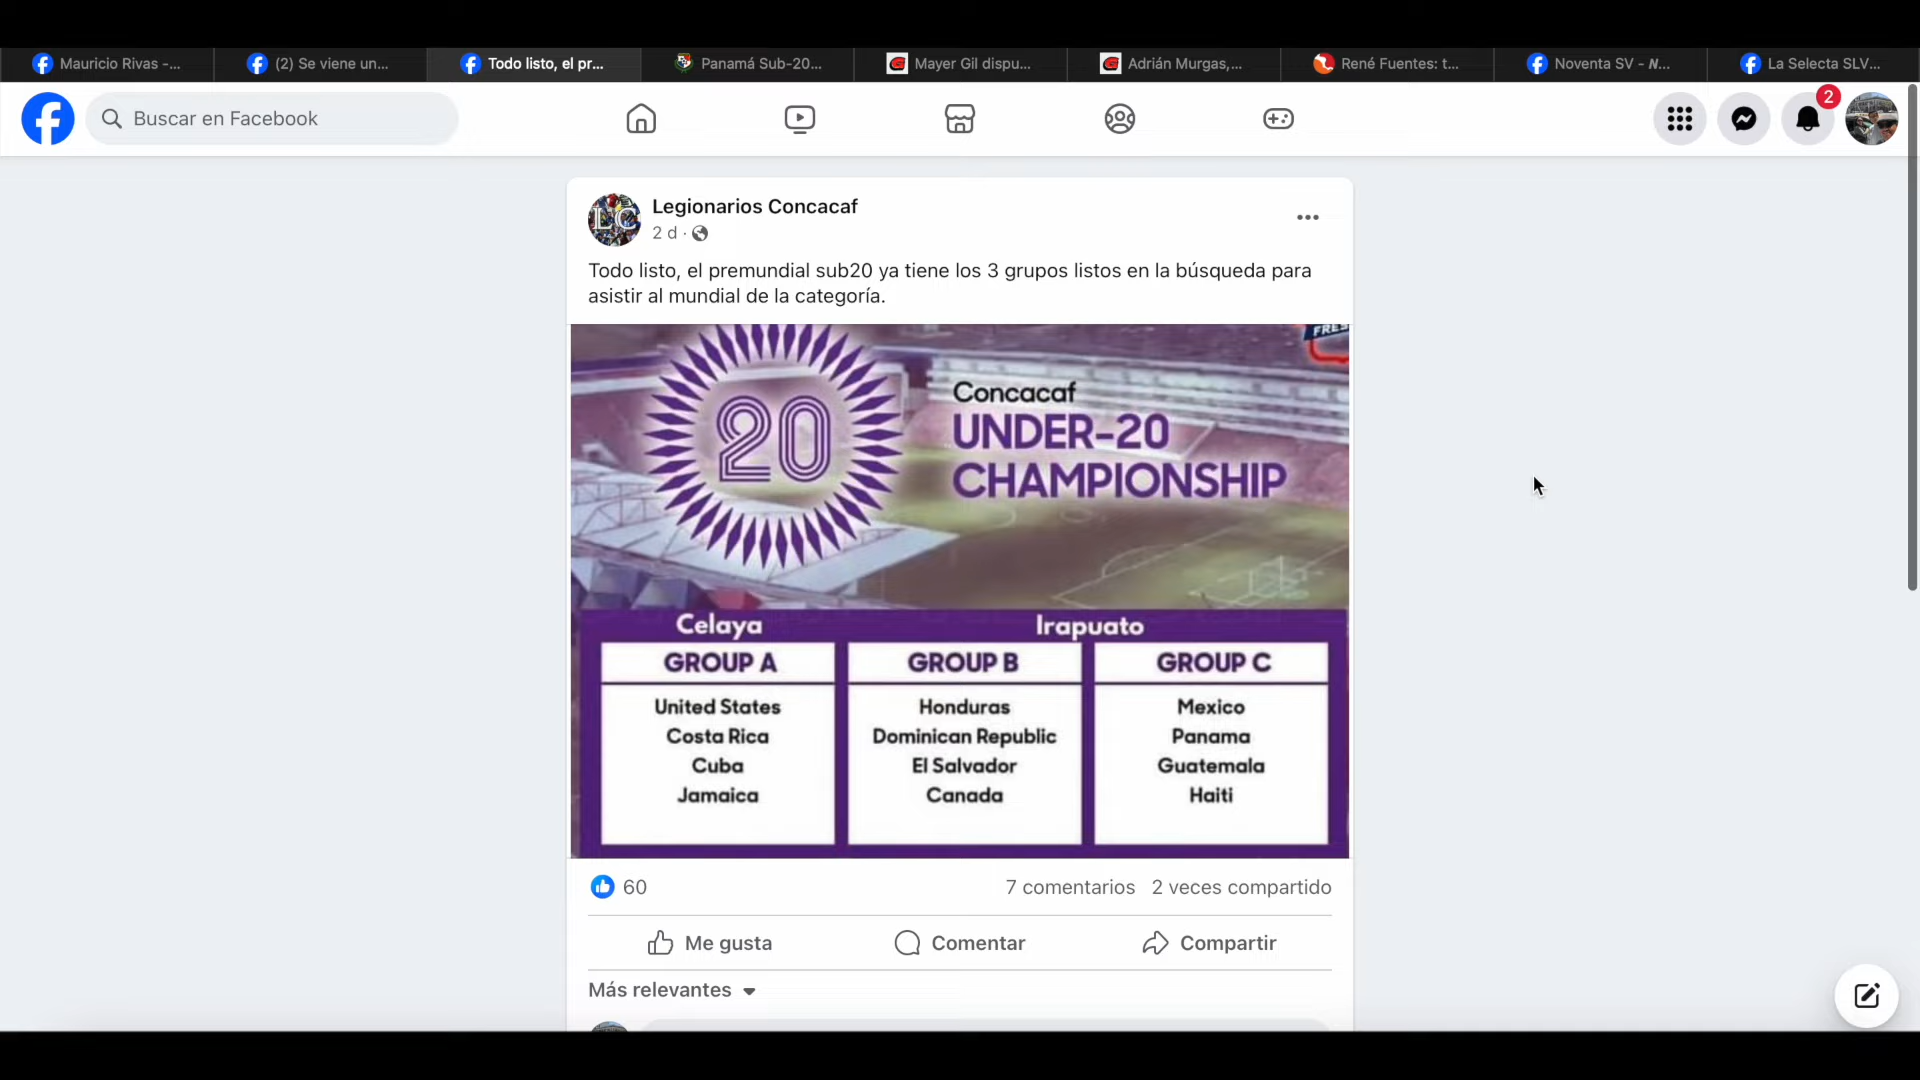 Mauricio Rivas -...
(2) Se viene un...
Todo listo, el pr...
Panamá Sub-20...
Mayer Gil dispu...
Adrián Murgas,...
René Fuentes: t...
Noventa SV - N...
La Selecta SLV...
Buscar en Facebook
2
LC
Legionarios Concacaf
2 d ·
Todo listo, el premundial sub20 ya tiene los 3 grupos listos en la búsqueda para
asistir al mundial de la categoría.
FRES
20
Concacaf
UNDER-20
CHAMPIONSHIP
Celaya
Irapuato
GROUP A
United States
Costa Rica
Cuba
Jamaica
GROUP B
Honduras
Dominican Republic
El Salvador
Canada
GROUP C
Mexico
Panama
Guatemala
Haiti
60
7 comentarios 2 veces compartido
Me gusta
Comentar
Compartir
Más relevantes